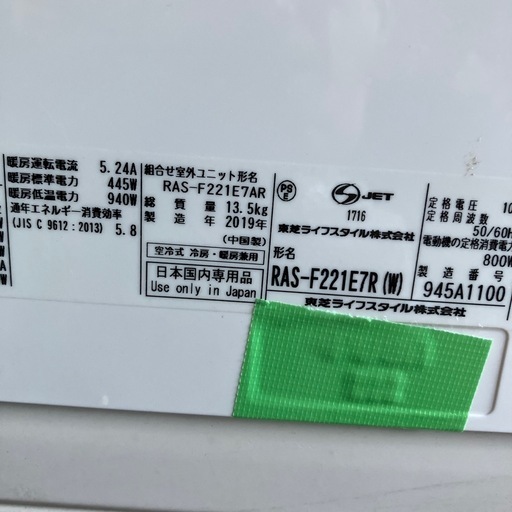 暖房運転電流 5.24A
暖房標準電力 445W
暖房低温電力 940W
通年エネルギー消費効率
(JIS C 9612:2013) 5.8
組合せ室外ユニット形名
RAS-F221E7AR
総質量 13.5kg
製造年 2019年
(中国製)
空冷式 冷房・暖房兼用
日本国内専用品
Use only in Japan
PS
E
JET
1716
東芝ライフスタイル株式会社
形名
RAS-F221E7R(W)
東芝ライフスタイル株式会社
定格電圧 10
定格周波数
50/60H
電動機の定格消費電力
800W
製造番号
945A1100